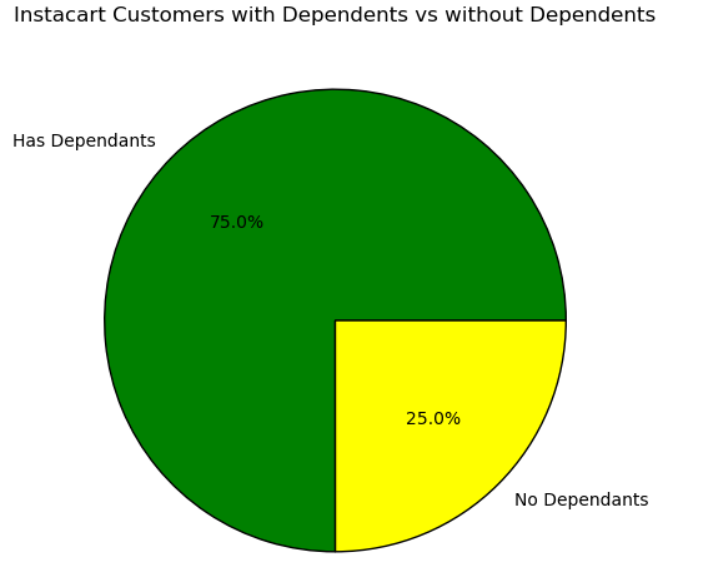 Instacart Customers with Dependents vs without Dependents
Has Dependants
75.0%
25.0%
No Dependants